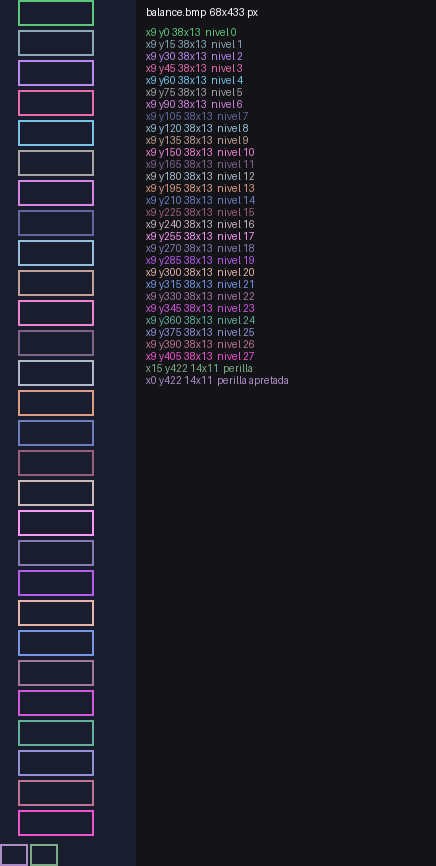 balance.bmp 68x433 px
x9 y0 38x13 nivel 0
x9 y15 38x13 nivel 1
x9 y30 38x13 nivel 2
x9 y45 38x13 nivel 3
x9 y60 38x13 nivel 4
x9 y75 38x13 nivel 5
x9 y90 38x13 nivel 6
x9 y105 38x13 nivel 7
x9 y120 38x13 nivel 8
x9 y135 38x13 nivel 9
x9 y150 38x13 nivel 10
x9 y165 38x13 nivel 11
x9 y180 38x13 nivel 12
x9 y195 38x13 nivel 13
x9 y210 38x13 nivel 14
x9 y225 38x13 nivel 15
x9 y240 38x13 nivel 16
x9 y255 38x13 nivel 17
x9 y270 38x13 nivel 18
x9 y285 38x13 nivel 19
x9 y300 38x13 nivel 20
x9 y315 38x13 nivel 21
x9 y330 38x13 nivel 22
x9 y345 38x13 nivel 23
x9 y360 38x13 nivel 24
x9 y375 38x13 nivel 25
x9 y390 38x13 nivel 26
x9 y405 38x13 nivel 27
x15 y422 14x11 perilla
x0 y422 14x11 perilla apretada